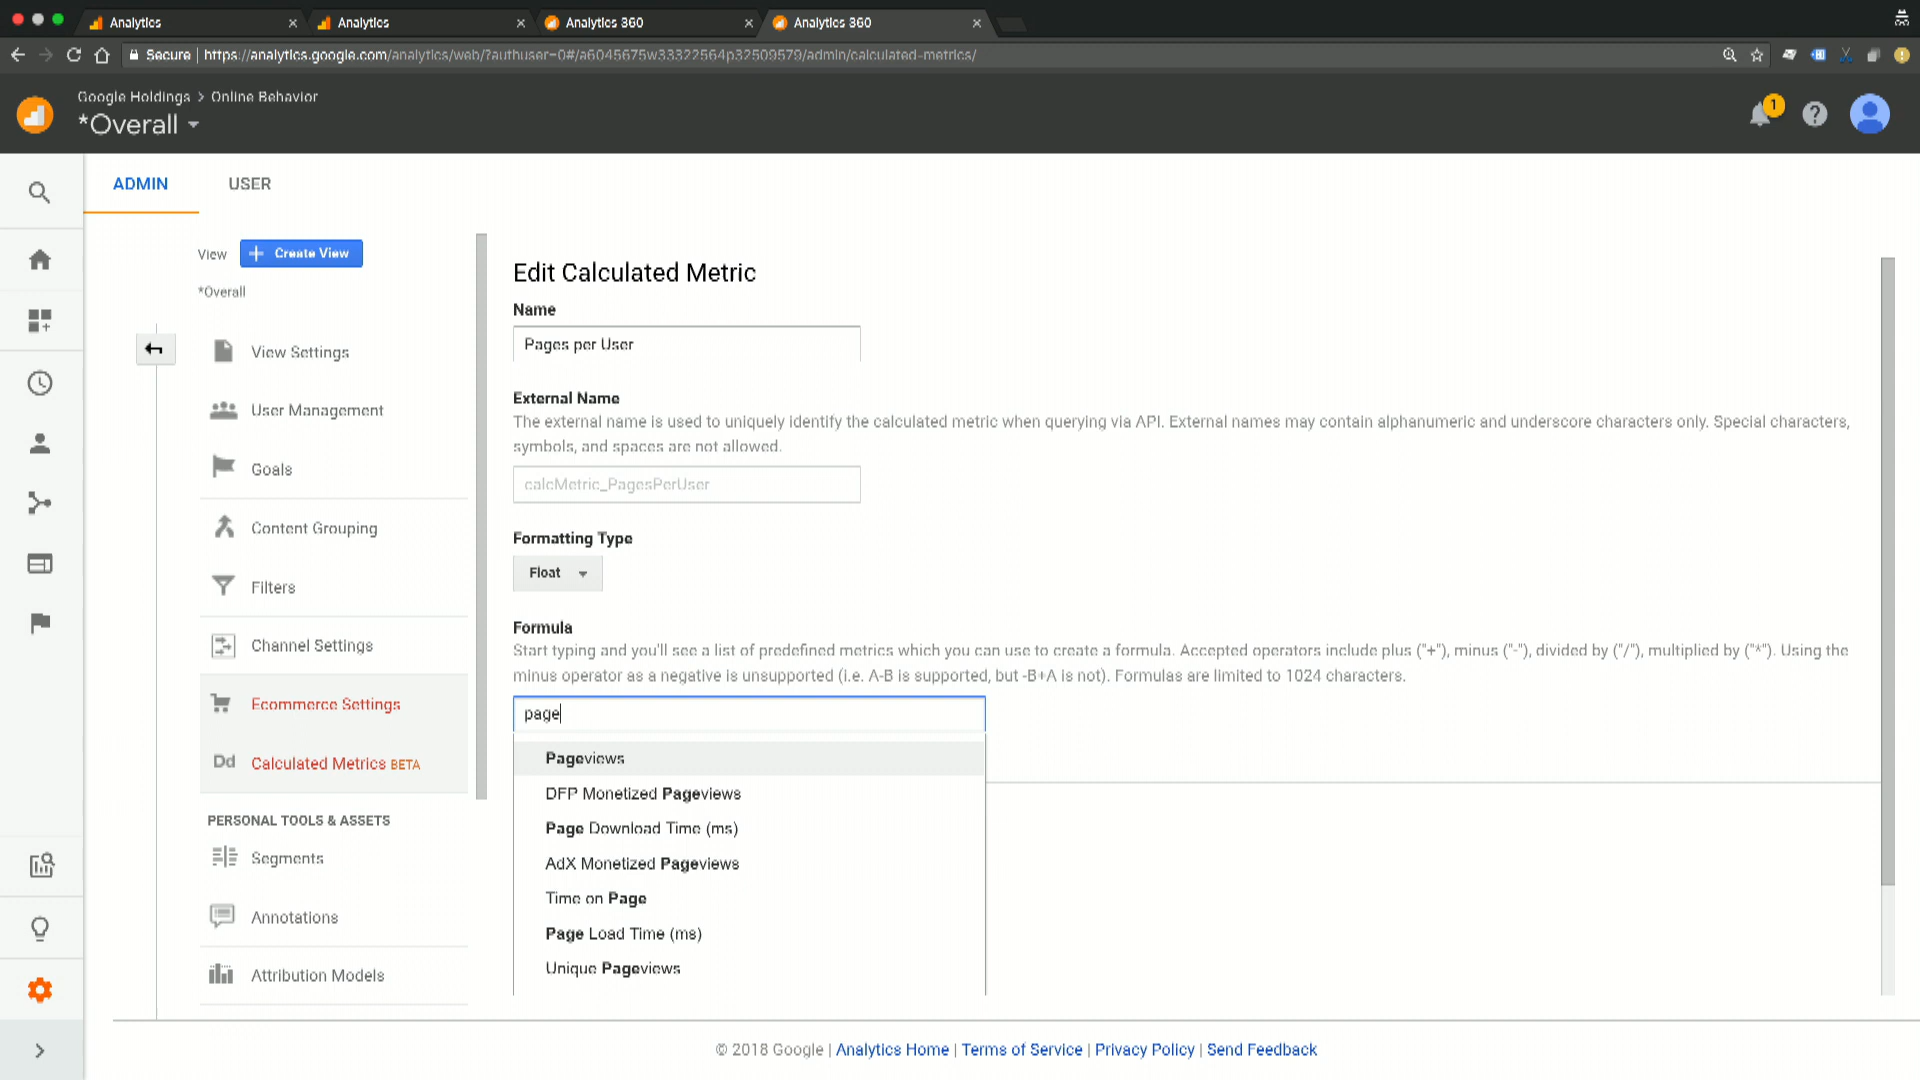 Analytics
Analytics
Analytics 360
Analytics 360
Secure
https://analytics.google.com/analytics/web/?authuser=0#/a6045675w33322564p32509579/admin/calculated-metrics/
Google Holdings > Online Behavior
*Overall
1
?
ADMIN
USER
View
+ Create View
*Overall
View Settings
User Management
Goals
Content Grouping
Filters
Channel Settings
Ecommerce Settings
Dd Calculated Metrics BETA
PERSONAL TOOLS & ASSETS
Segments
Annotations
Attribution Models
Edit Calculated Metric
Name
Pages per User
External Name
The external name is used to uniquely identify the calculated metric when querying via API. External names may contain alphanumeric and underscore characters only. Special characters,
symbols, and spaces are not allowed.
calcMetric_PagesPerUser
Formatting Type
Float
Formula
Start typing and you'll see a list of predefined metrics which you can use to create a formula. Accepted operators include plus ("+"), minus ("-"), divided by ("/"), multiplied by ("*"). Using the
minus operator as a negative is unsupported (i.e. A-B is supported, but -B+A is not). Formulas are limited to 1024 characters.
page
Pageviews
DFP Monetized Pageviews
Page Download Time (ms)
AdX Monetized Pageviews
Time on Page
Page Load Time (ms)
Unique Pageviews
© 2018 Google | Analytics Home | Terms of Service | Privacy Policy | Send Feedback